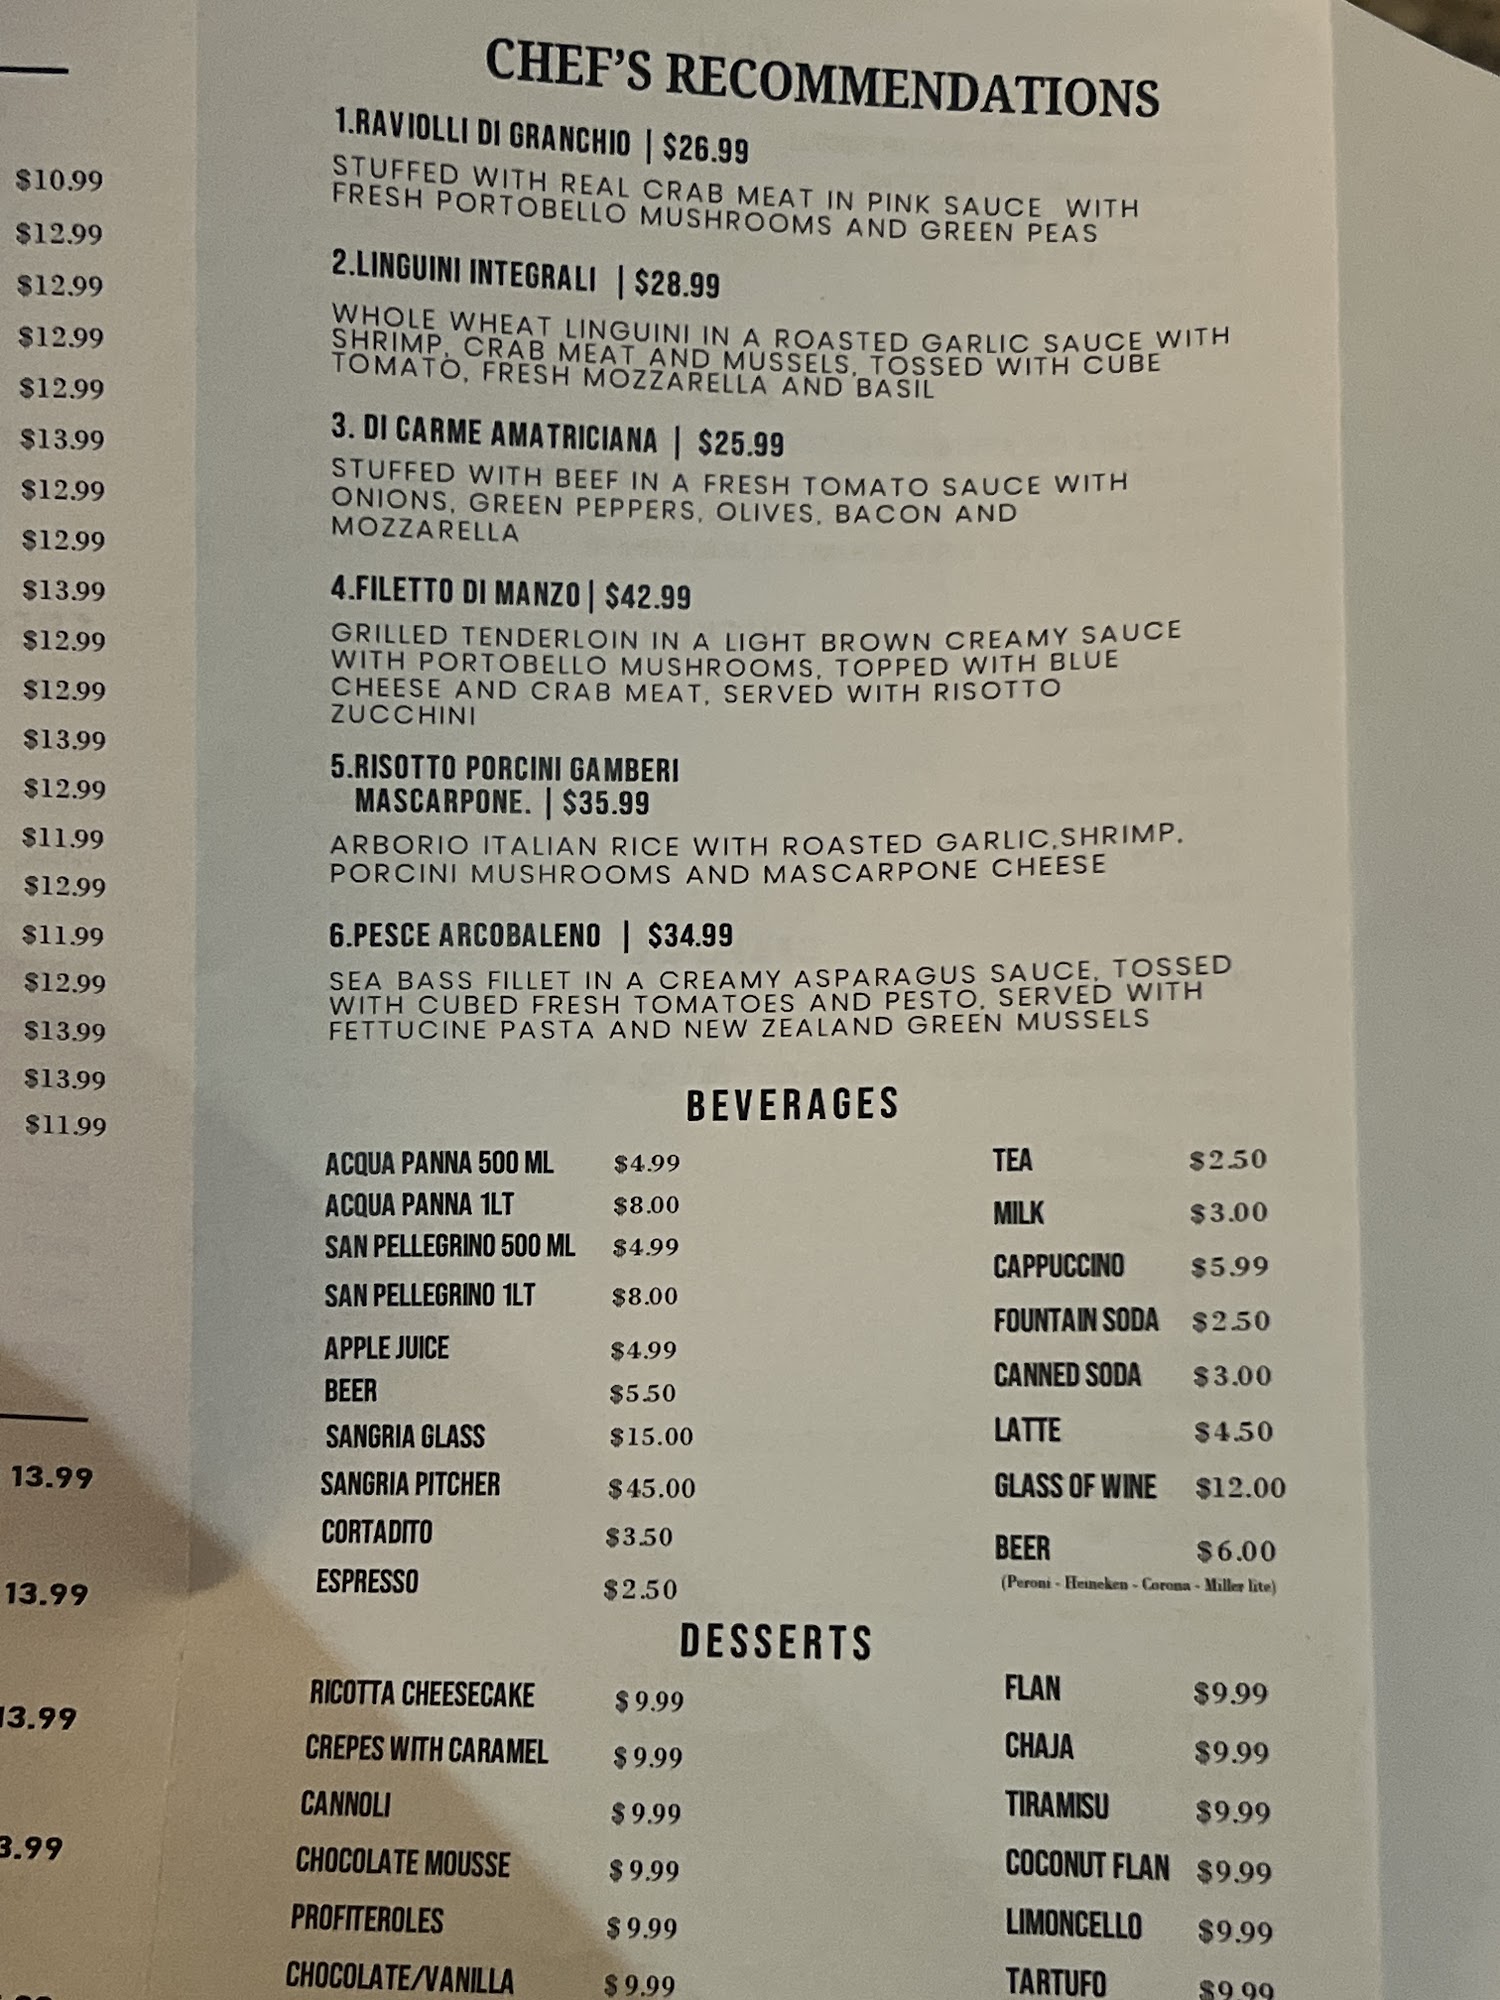 $10.99
$12.99
$12.99
$12.99
$12.99
$13.99
$12.99
$12.99
$13.99
$12.99
$12.99
$13.99
$12.99
$11.99
$12.99
$11.99
$12.99
$13.99
$13.99
$11.99
13.99
13.99
13.99
3.99
CHEF'S RECOMMENDATIONS
1.RAVIOLLI DI GRANCHIO | $26.99
STUFFED WITH REAL CRAB MEAT IN PINK SAUCE WITH
FRESH PORTOBELLO MUSHROOMS AND GREEN PEAS
2.LINGUINI INTEGRALI | $28.99
WHOLE WHEAT LINGUINI IN A ROASTED GARLIC SAUCE WITH
SHRIMP, CRAB MEAT AND MUSSELS, TOSSED WITH CUBE
TOMATO, FRESH MOZZARELLA AND BASIL
3. DI CARME AMATRICIANA | $25.99
STUFFED WITH BEEF IN A FRESH TOMATO SAUCE WITH
ONIONS, GREEN PEPPERS, OLIVES, BACON AND
MOZZARELLA
4.FILETTO DI MANZO | $42.99
GRILLED TENDERLOIN IN A LIGHT BROWN CREAMY SAUCE
WITH PORTOBELLO MUSHROOMS, TOPPED WITH BLUE
CHEESE AND CRAB MEAT, SERVED WITH RISOTTO
ZUCCHINI
5.RISOTTO PORCINI GAMBERI
MASCARPONE. | $35.99
ARBORIO ITALIAN RICE WITH ROASTED GARLIC,SHRIMP,
PORCINI MUSHROOMS AND MASCARPONE CHEESE
6.PESCE ARCOBALENO | $34.99
SEA BASS FILLET IN A CREAMY ASPARAGUS SAUCE, TOSSED
WITH CUBED FRESH TOMATOES AND PESTO, SERVED WITH
FETTUCINE PASTA AND NEW ZEALAND GREEN MUSSELS
BEVERAGES
ACQUA PANNA 500 ML $4.99
ACQUA PANNA 1LT $8.00
SAN PELLEGRINO 500 ML $4.99
SAN PELLEGRINO 1LT $8.00
APPLE JUICE $4.99
BEER $5.50
SANGRIA GLASS $15.00
SANGRIA PITCHER $45.00
CORTADITO $3.50
ESPRESSO $2.50
TEA $2.50
MILK $3.00
CAPPUCCINO $5.99
FOUNTAIN SODA $2.50
CANNED SODA $3.00
LATTE $4.50
GLASS OF WINE $12.00
BEER $6.00
(Peroni - Heineken - Corona - Miller lite)
DESSERTS
RICOTTA CHEESECAKE $9.99
CREPES WITH CARAMEL $9.99
CANNOLI $9.99
CHOCOLATE MOUSSE $9.99
PROFITEROLES $9.99
CHOCOLATE/VANILLA $9.99
FLAN $9.99
CHAJA $9.99
TIRAMISU $9.99
COCONUT FLAN $9.99
LIMONCELLO $9.99
TARTUFO $9.99